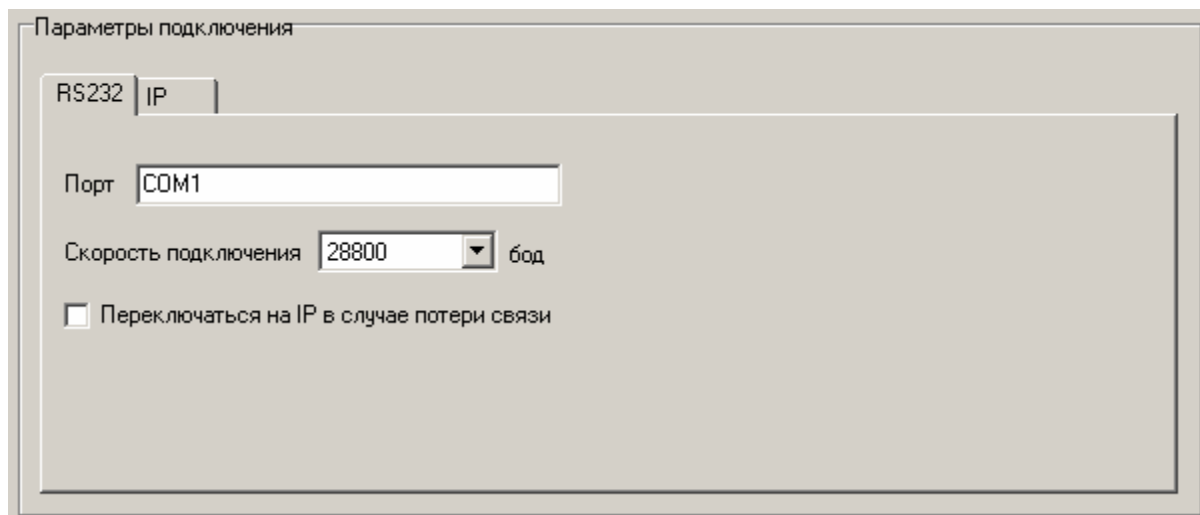 Параметры подключения
RS232 IP
Порт COM1
Скорость подключения 28800 бод
Переключаться на IP в случае потери связи